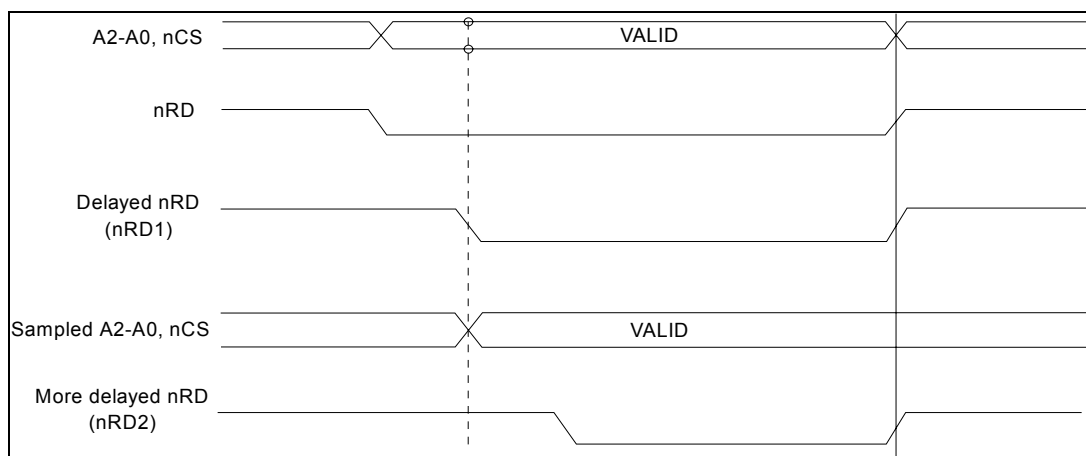 A2-A0, nCS
VALID
nRD
Delayed nRD
(nRD1)
Sampled A2-A0, nCS
VALID
More delayed nRD
(nRD2)